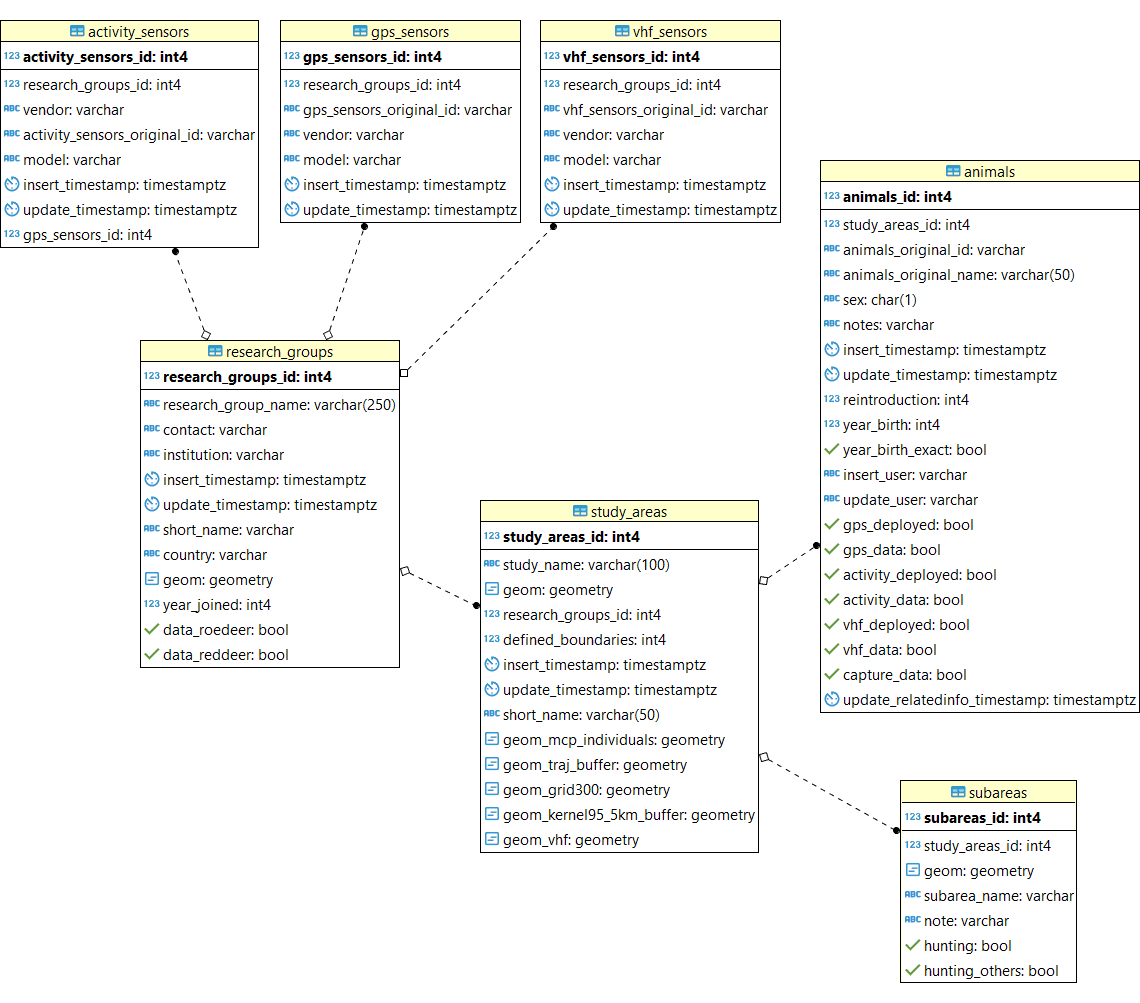 activity_sensors
123 activity_sensors_id: int4
123 research_groups_id: int4
ABC vendor: varchar
ABC activity_sensors_original_id: varchar
ABC model: varchar
insert_timestamp: timestamptz
update_timestamp: timestamptz
123 gps_sensors_id: int4
gps_sensors
123 gps_sensors_id: int4
123 research_groups_id: int4
ABC gps_sensors_original_id: varchar
ABC vendor: varchar
ABC model: varchar
insert_timestamp: timestamptz
update_timestamp: timestamptz
vhf_sensors
123 vhf_sensors_id: int4
123 research_groups_id: int4
ABC vhf_sensors_original_id: varchar
ABC vendor: varchar
ABC model: varchar
insert_timestamp: timestamptz
update_timestamp: timestamptz
animals
123 animals_id: int4
123 study_areas_id: int4
ABC animals_original_id: varchar
ABC animals_original_name: varchar(50)
ABC sex: char(1)
ABC notes: varchar
insert_timestamp: timestamptz
update_timestamp: timestamptz
123 reintroduction: int4
123 year_birth: int4
year_birth_exact: bool
ABC insert_user: varchar
ABC update_user: varchar
gps_deployed: bool
gps_data: bool
activity_deployed: bool
activity_data: bool
vhf_deployed: bool
vhf_data: bool
capture_data: bool
update_relatedinfo_timestamp: timestamptz
research_groups
123 research_groups_id: int4
ABC research_group_name: varchar(250)
ABC contact: varchar
ABC institution: varchar
insert_timestamp: timestamptz
update_timestamp: timestamptz
ABC short_name: varchar
ABC country: varchar
geom: geometry
123 year_joined: int4
data_roedeer: bool
data_reddeer: bool
study_areas
123 study_areas_id: int4
ABC study_name: varchar(100)
geom: geometry
123 research_groups_id: int4
123 defined_boundaries: int4
insert_timestamp: timestamptz
update_timestamp: timestamptz
ABC short_name: varchar(50)
geom_mcp_individuals: geometry
geom_traj_buffer: geometry
geom_grid300: geometry
geom_kernel95_5km_buffer: geometry
geom_vhf: geometry
subareas
123 subareas_id: int4
123 study_areas_id: int4
geom: geometry
ABC subarea_name: varchar
ABC note: varchar
hunting: bool
hunting_others: bool